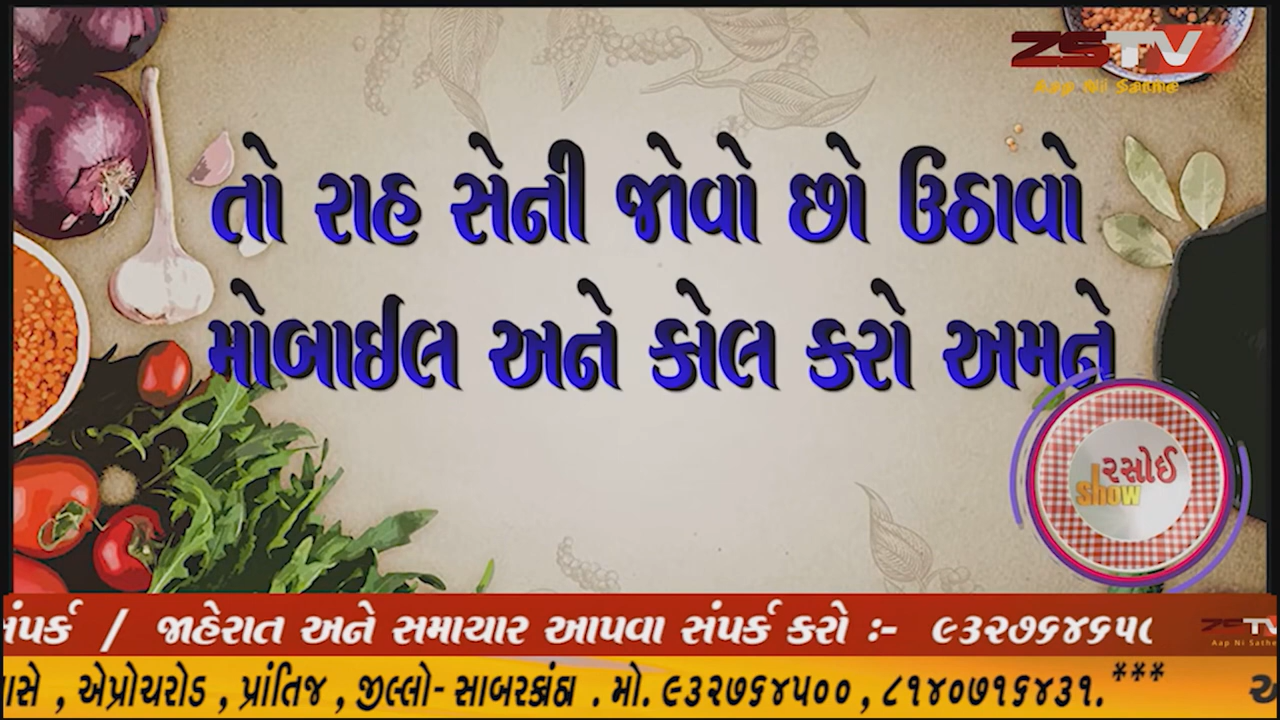 ZSTV
Aap Ni Sathe
તો રાહ સેની જોવો છો ઉઠાવો
મોબાઈલ અને કોલ કરો અમને
રસોઈ
Show
સંપર્ક / જાહેરાત અને સમાચાર આપવા સંપર્ક કરો :- ૯૩૨૭૬૪૬૫૦
ZSTV
Aap Ni Sathe
, એપ્રોચરોડ , પ્રાંતિજ , જીલ્લો- સાબરકાંઠા . મો. ૯૩૨૭૬૪૫૦૦ , ૮૧૪૦૭૧૬૪૩૧.***